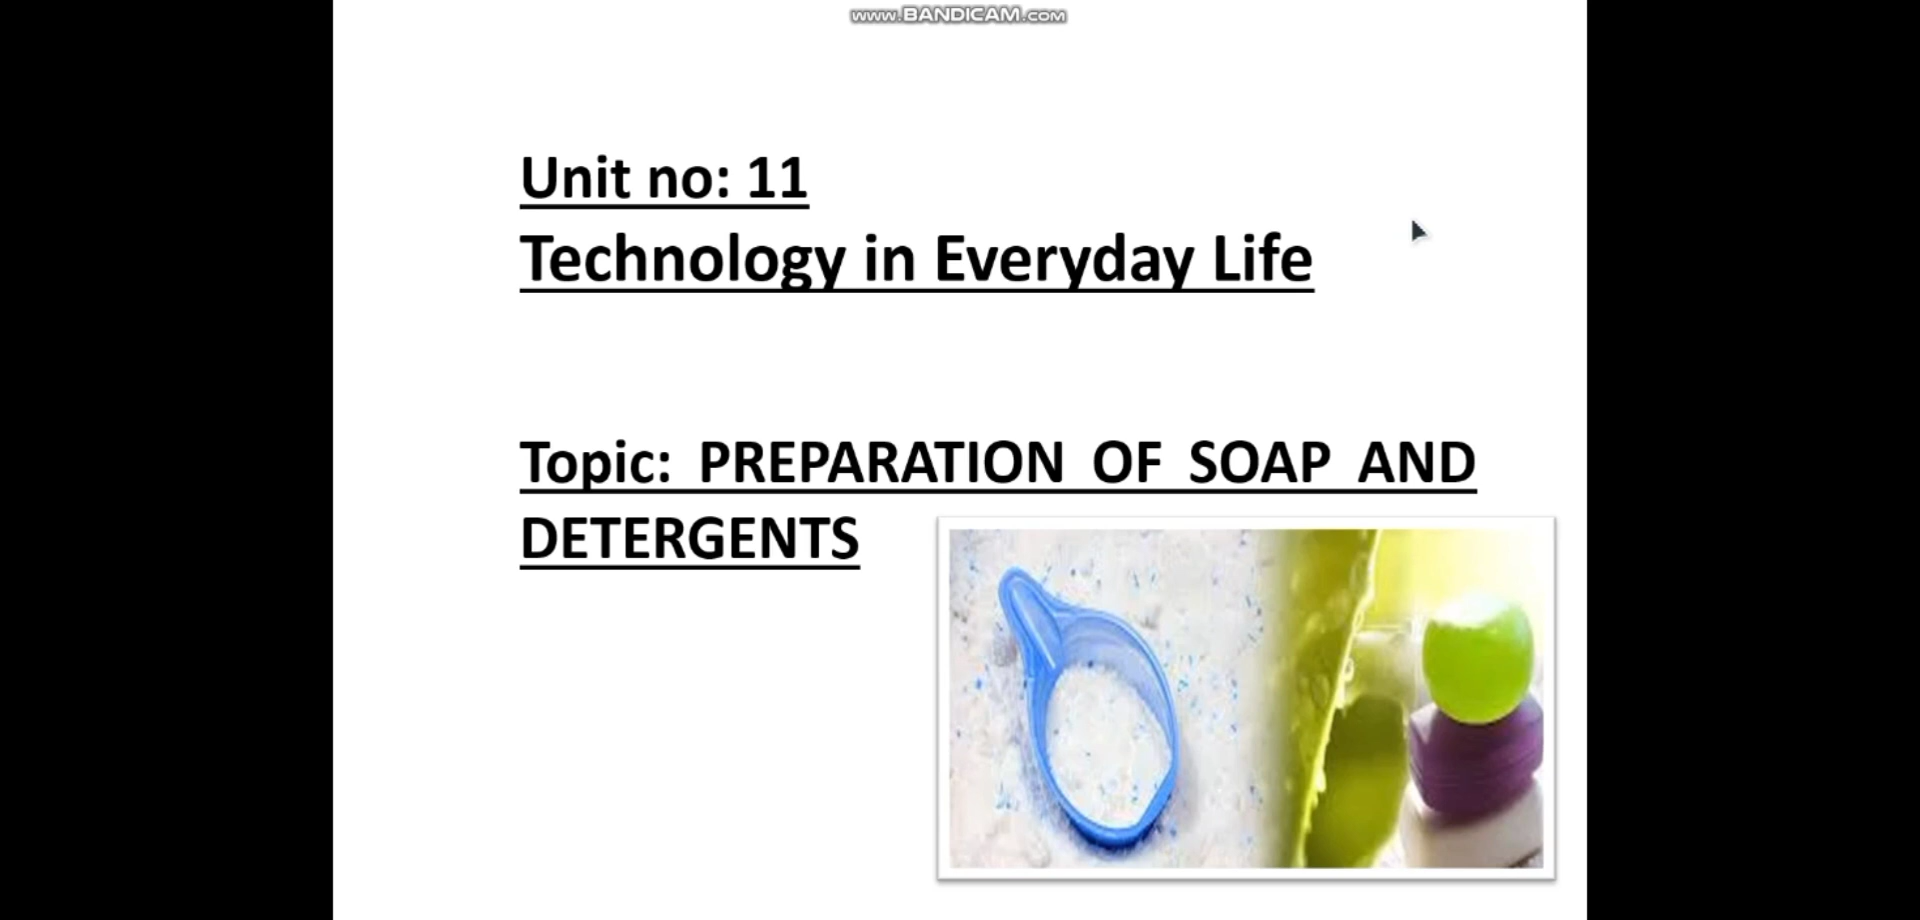 www.BANDICAM.com
Unit no: 11
Technology in Everyday Life
Topic: PREPARATION OF SOAP AND
DETERGENTS